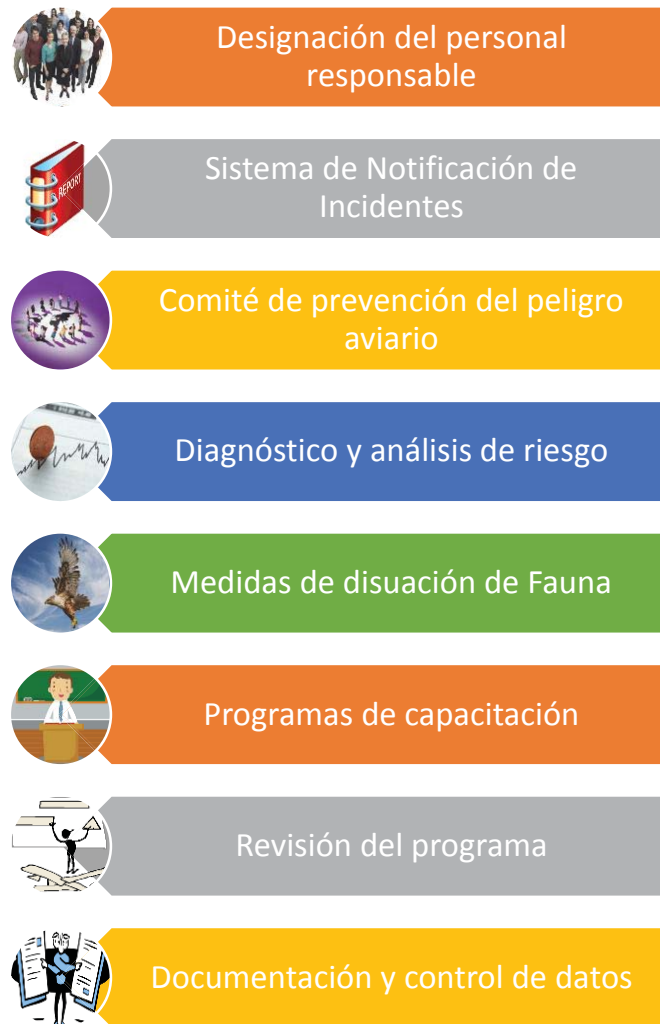 Designación del personal
responsable
REPORT
Sistema de Notificación de
Incidentes
Comité de prevención del peligro
aviario
Diagnóstico y análisis de riesgo
Medidas de disuación de Fauna
Programas de capacitación
Revisión del programa
Documentación y control de datos